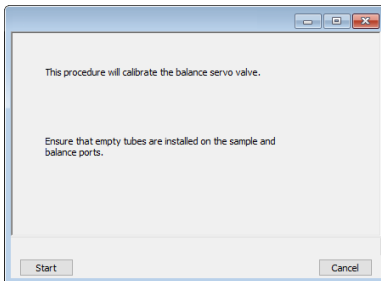 This procedure will calibrate the balance servo valve.
Ensure that empty tubes are installed on the sample and
balance ports.
Start
Cancel